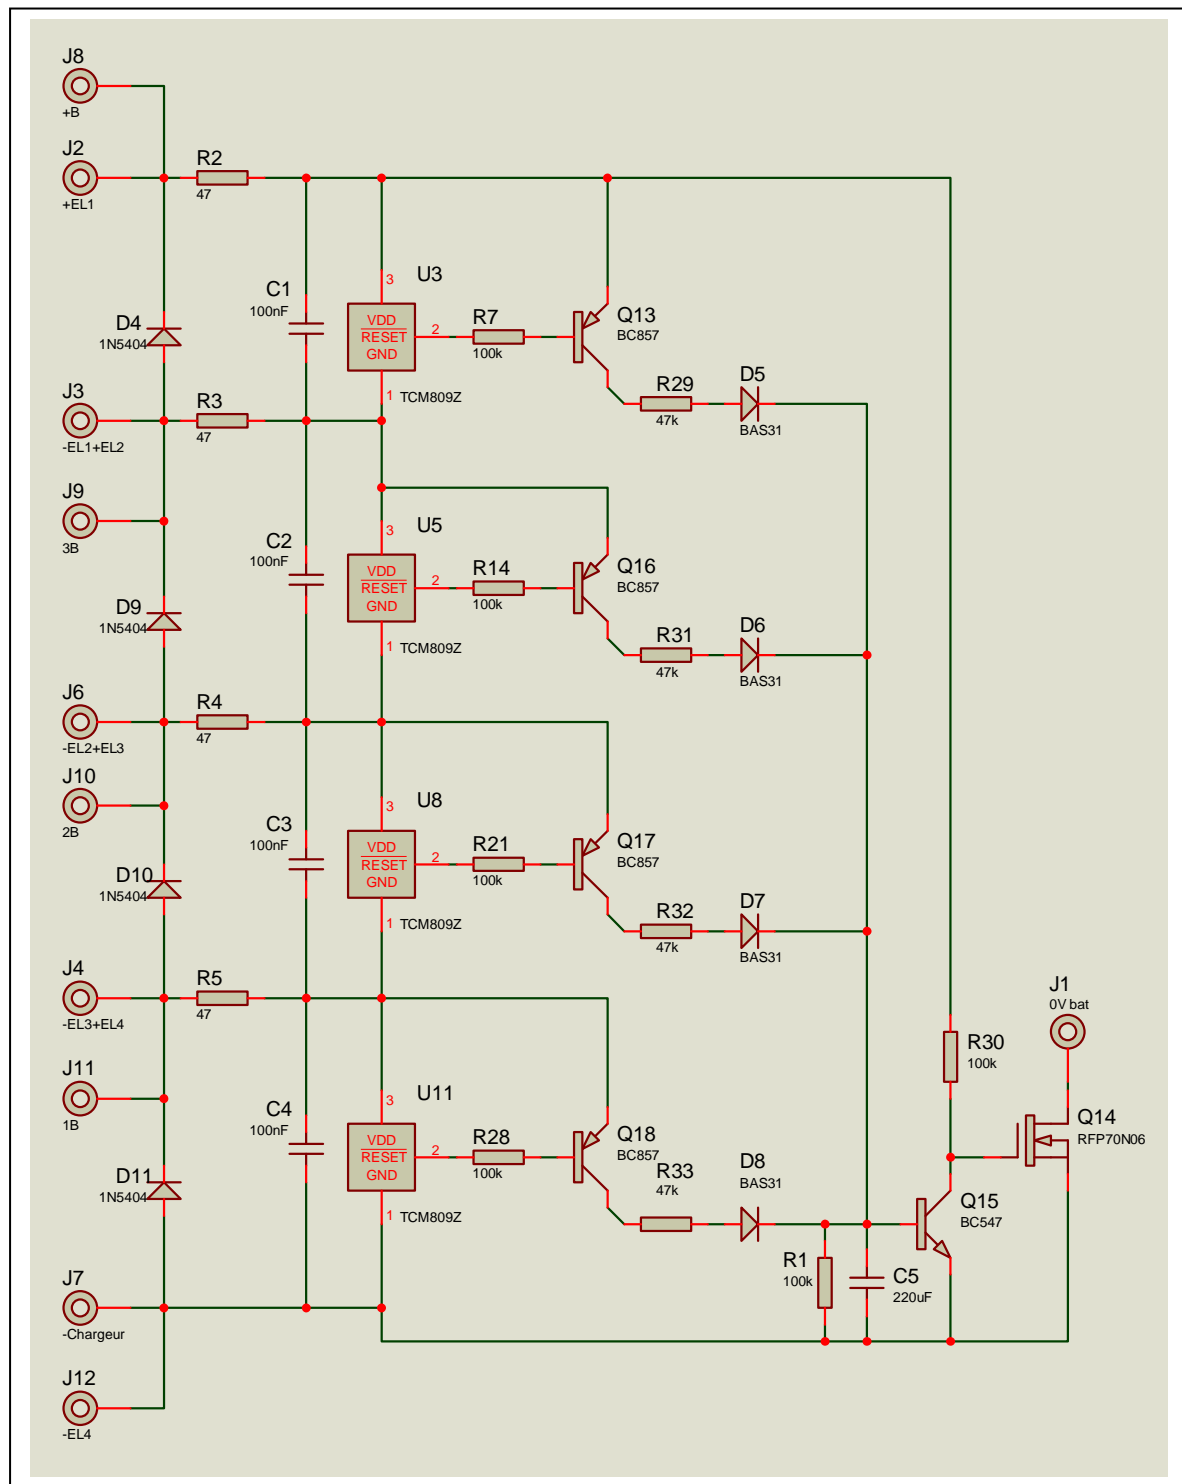 J8
+B
J2
+EL1
R2
47
C1
100nF
3
U3
VDD
RESET
GND
2
1
TCM809Z
R7
100k
Q13
BC857
D4
1N5404
R29
47k
D5
BAS31
J3
-EL1+EL2
R3
47
J9
3B
C2
100nF
3
U5
VDD
RESET
GND
2
1
TCM809Z
R14
100k
Q16
BC857
D9
1N5404
R31
47k
D6
BAS31
J6
-EL2+EL3
R4
47
J10
2B
C3
100nF
3
U8
VDD
RESET
GND
2
1
TCM809Z
R21
100k
Q17
BC857
D10
1N5404
R32
47k
D7
BAS31
J4
-EL3+EL4
R5
47
J1
0V bat
R30
100k
J11
1B
C4
100nF
3
U11
VDD
RESET
GND
2
1
TCM809Z
R28
100k
Q18
BC857
Q14
RFP70N06
D11
1N5404
R33
47k
D8
BAS31
Q15
BC547
J7
-Chargeur
R1
100k
C5
220uF
J12
-EL4